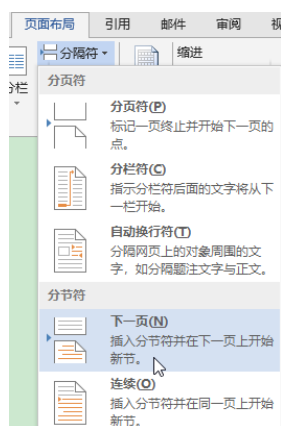 页面布局 引用 邮件 审阅
分隔符 缩进
分栏
分页符
分页符(P)
标记一页终止并开始下一页的
点。
分栏符(C)
指示分栏符后面的文字将从下
一栏开始。
自动换行符(T)
分隔网页上的对象周围的文
字，如分隔题注文字与正文。
分节符
下一页(N)
插入分节符并在下一页上开始
新节。
连续(O)
插入分节符并在同一页上开始
新节。